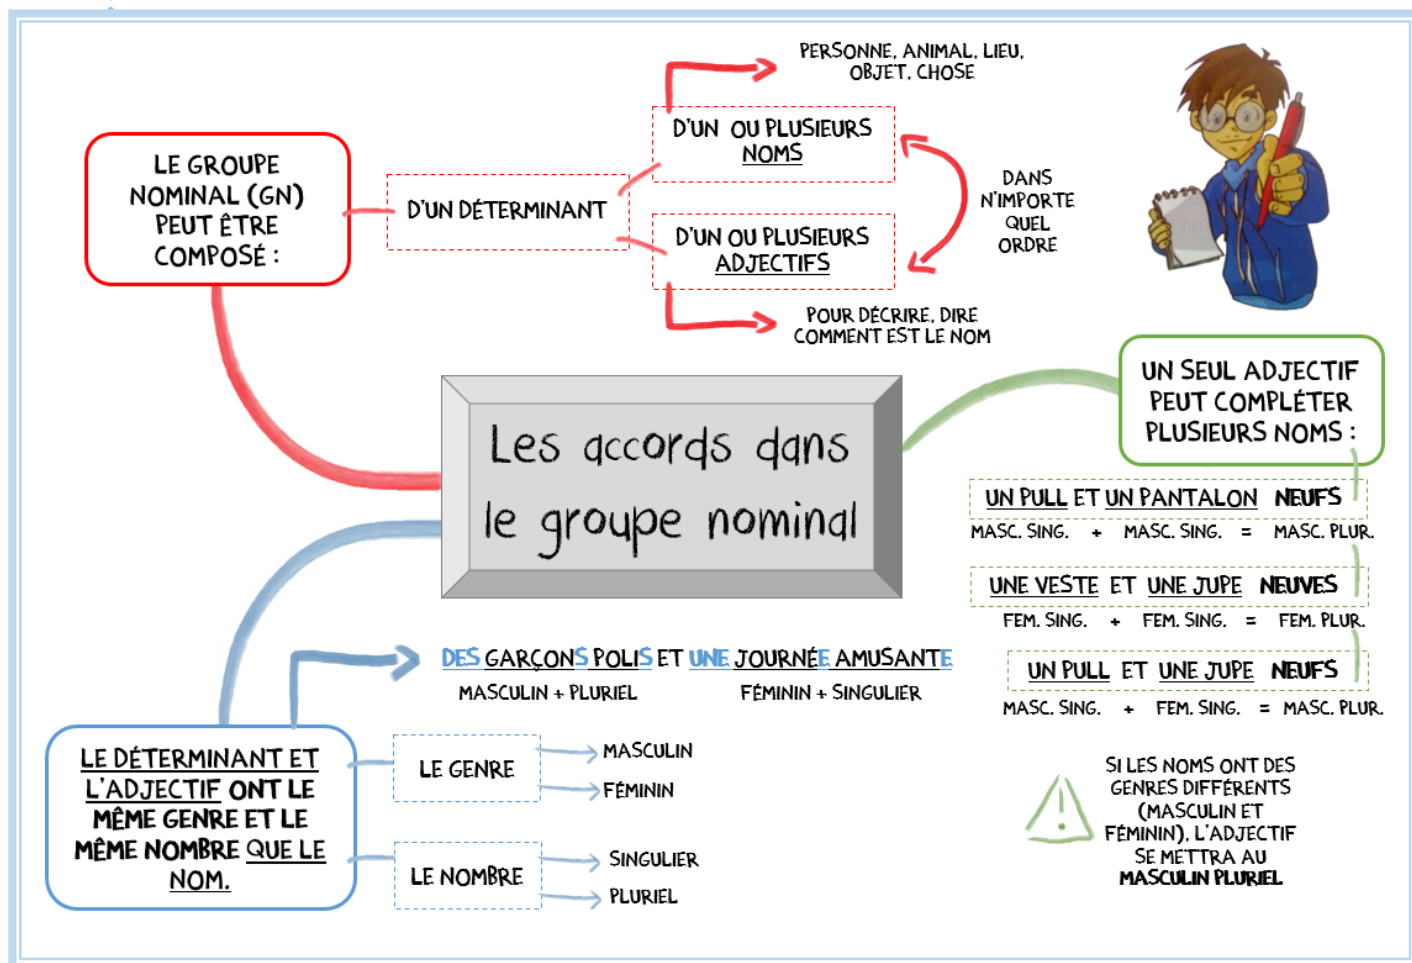 PERSONNE, ANIMAL, LIEU,
OBJET, CHOSE
LE GROUPE
NOMINAL (GN)
PEUT ÊTRE
COMPOSÉ :
D'UN DÉTERMINANT
D'UN OU PLUSIEURS
NOMS
D'UN OU PLUSIEURS
ADJECTIFS
DANS
N'IMPORTE
QUEL
ORDRE
POUR DÉCRIRE, DIRE
COMMENT EST LE NOM
Les accords dans
le groupe nominal
UN SEUL ADJECTIF
PEUT COMPLÉTER
PLUSIEURS NOMS :
UN PULL ET UN PANTALON NEUFS
MASC. SING. + MASC. SING. = MASC. PLUR.
UNE VESTE ET UNE JUPE NEUVES
FEM. SING. + FEM. SING. = FEM. PLUR.
UN PULL ET UNE JUPE NEUFS
MASC. SING. + FEM. SING. = MASC. PLUR.
SI LES NOMS ONT DES
GENRES DIFFÉRENTS
(MASCULIN ET
FÉMININ), L'ADJECTIF
SE METTRA AU
MASCULIN PLURIEL
DES GARÇONS POLIS ET UNE JOURNÉE AMUSANTE
MASCULIN + PLURIEL FÉMININ + SINGULIER
LE DÉTERMINANT ET
L'ADJECTIF ONT LE
MÊME GENRE ET LE
MÊME NOMBRE QUE LE
NOM.
LE GENRE
MASCULIN
FÉMININ
LE NOMBRE
SINGULIER
PLURIEL